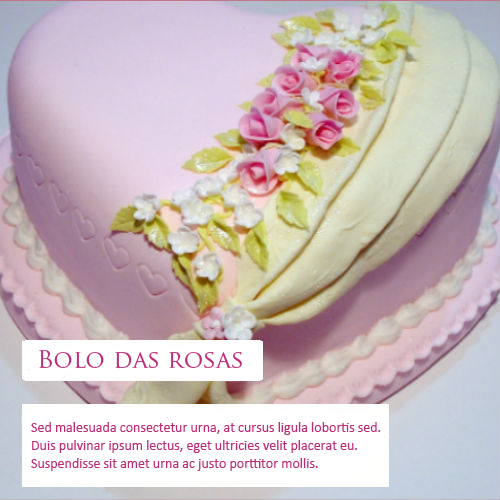 Bolo das rosas
Sed malesuada consectetur urna, at cursus ligula lobortis sed.
Duis pulvinar ipsum lectus, eget ultricies velit placerat eu.
Suspendisse sit amet urna ac justo porttitor mollis.